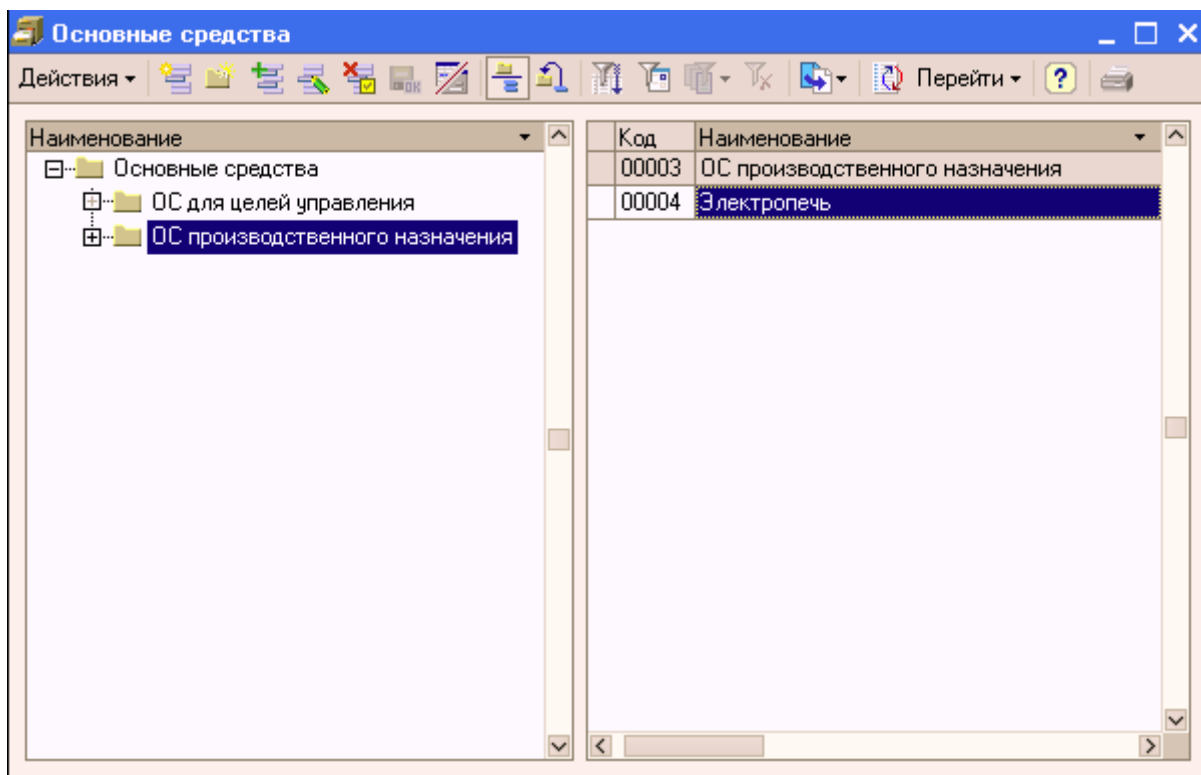 Основные средства
Действия Перейти ?
Наименование
Основные средства
ОС для целей управления
ОС производственного назначения
Код Наименование
00003 ОС производственного назначения
00004 Электропечь